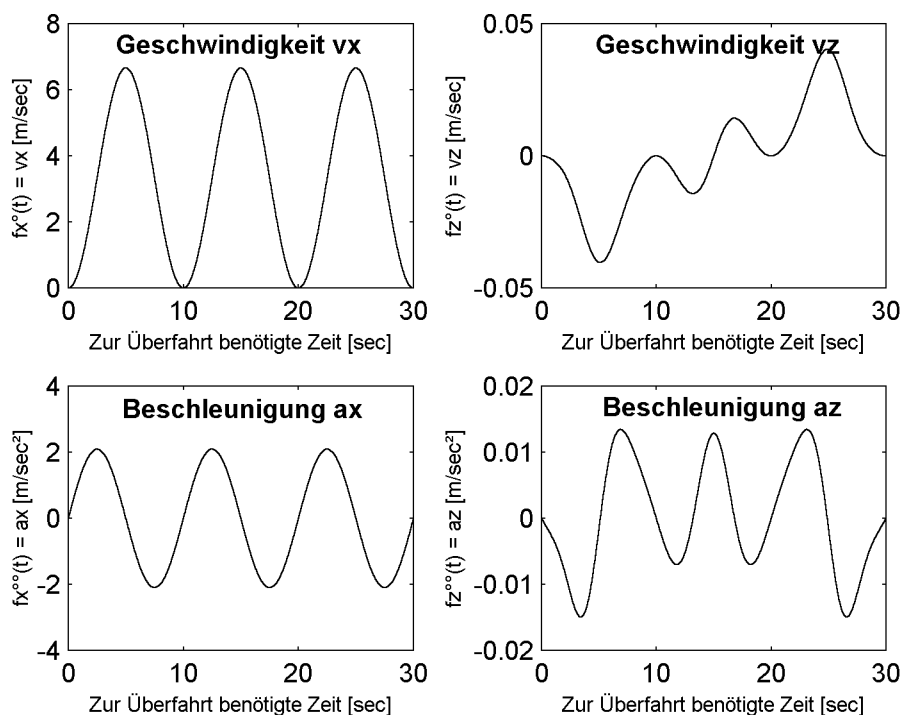 Geschwindigkeit vx
fx°(t) = vx [m/sec]
8
6
4
2
0
0 10 20 30
Zur Überfahrt benötigte Zeit [sec]
Geschwindigkeit vz
fz°(t) = vz [m/sec]
0.05
0
-0.05
0 10 20 30
Zur Überfahrt benötigte Zeit [sec]
Beschleunigung ax
fx°°(t) = ax [m/sec²]
4
2
0
-2
-4
0 10 20 30
Zur Überfahrt benötigte Zeit [sec]
Beschleunigung az
fz°°(t) = az [m/sec²]
0.02
0.01
0
-0.01
-0.02
0 10 20 30
Zur Überfahrt benötigte Zeit [sec]